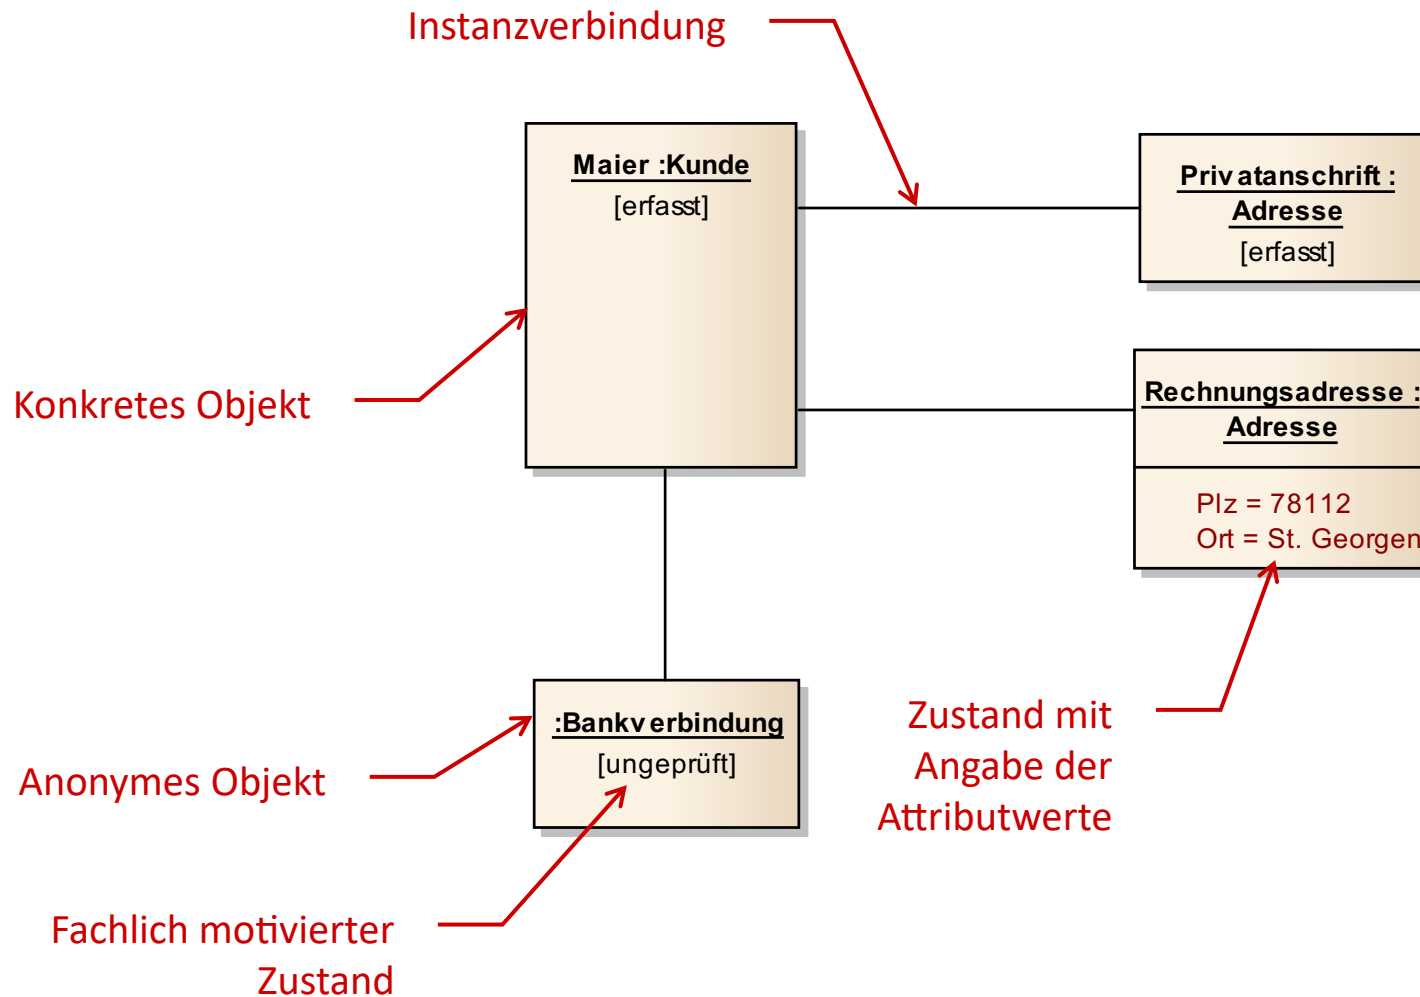 Instanzverbindung
Maier :Kunde
[erfasst]
Privatanschrift :
Adresse
[erfasst]
Konkretes Objekt
Rechnungsadresse :
Adresse
Plz = 78112
Ort = St. Georgen
:Bankverbindung
[ungeprüft]
Anonymes Objekt
Zustand mit
Angabe der
Attributwerte
Fachlich motivierter
Zustand